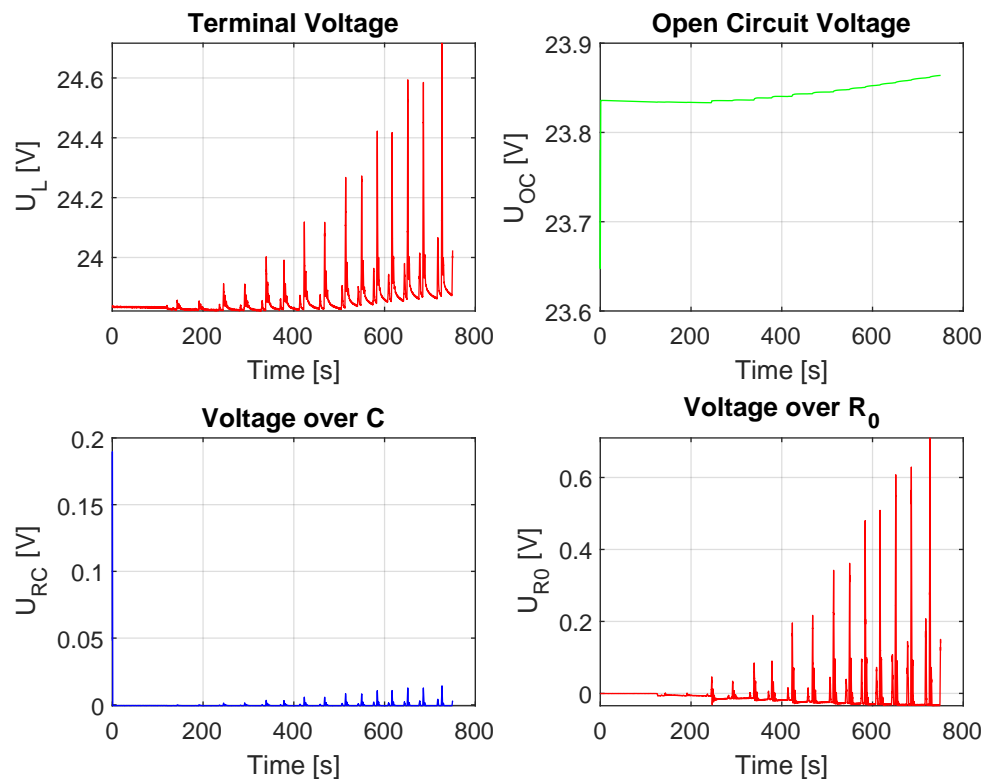 Terminal Voltage
24.6
24.4
24.2
24
U_L [V]
0 200 400 600 800
Time [s]
Open Circuit Voltage
23.9
23.8
23.7
23.6
U_OC [V]
0 200 400 600 800
Time [s]
Voltage over C
0.2
0.15
0.1
0.05
0
U_RC [V]
0 200 400 600 800
Time [s]
Voltage over R_0
0.6
0.4
0.2
0
U_R0 [V]
0 200 400 600 800
Time [s]